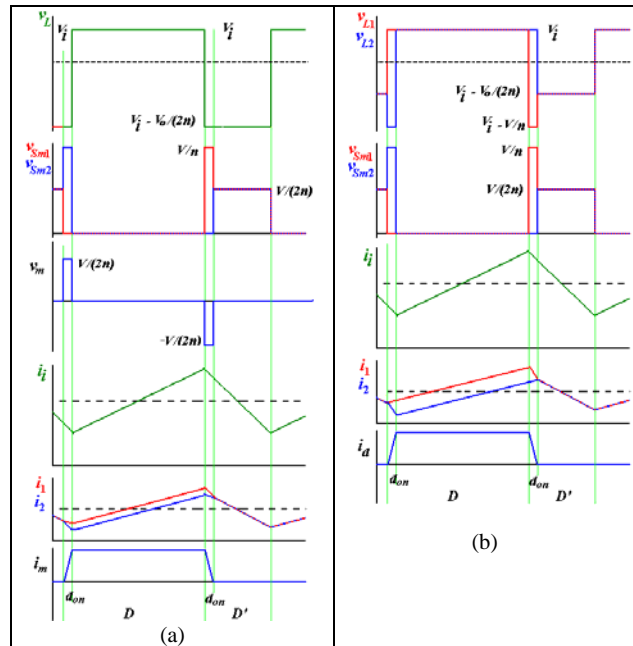 v_L
V_i
V_i
V_i - V_o/(2n)
v_Sm1
v_Sm2
V/n
V/(2n)
v_m
V/(2n)
-V/(2n)
i_i
i_1
i_2
i_m
d_on
d_on
D
D'
(a)
v_L1
v_L2
V_i
V_i - V_o/(2n)
V_i - V/n
v_Sm1
v_Sm2
V/n
V/(2n)
i_i
i_1
i_2
i_d
d_on
d_on
D
D'
(b)